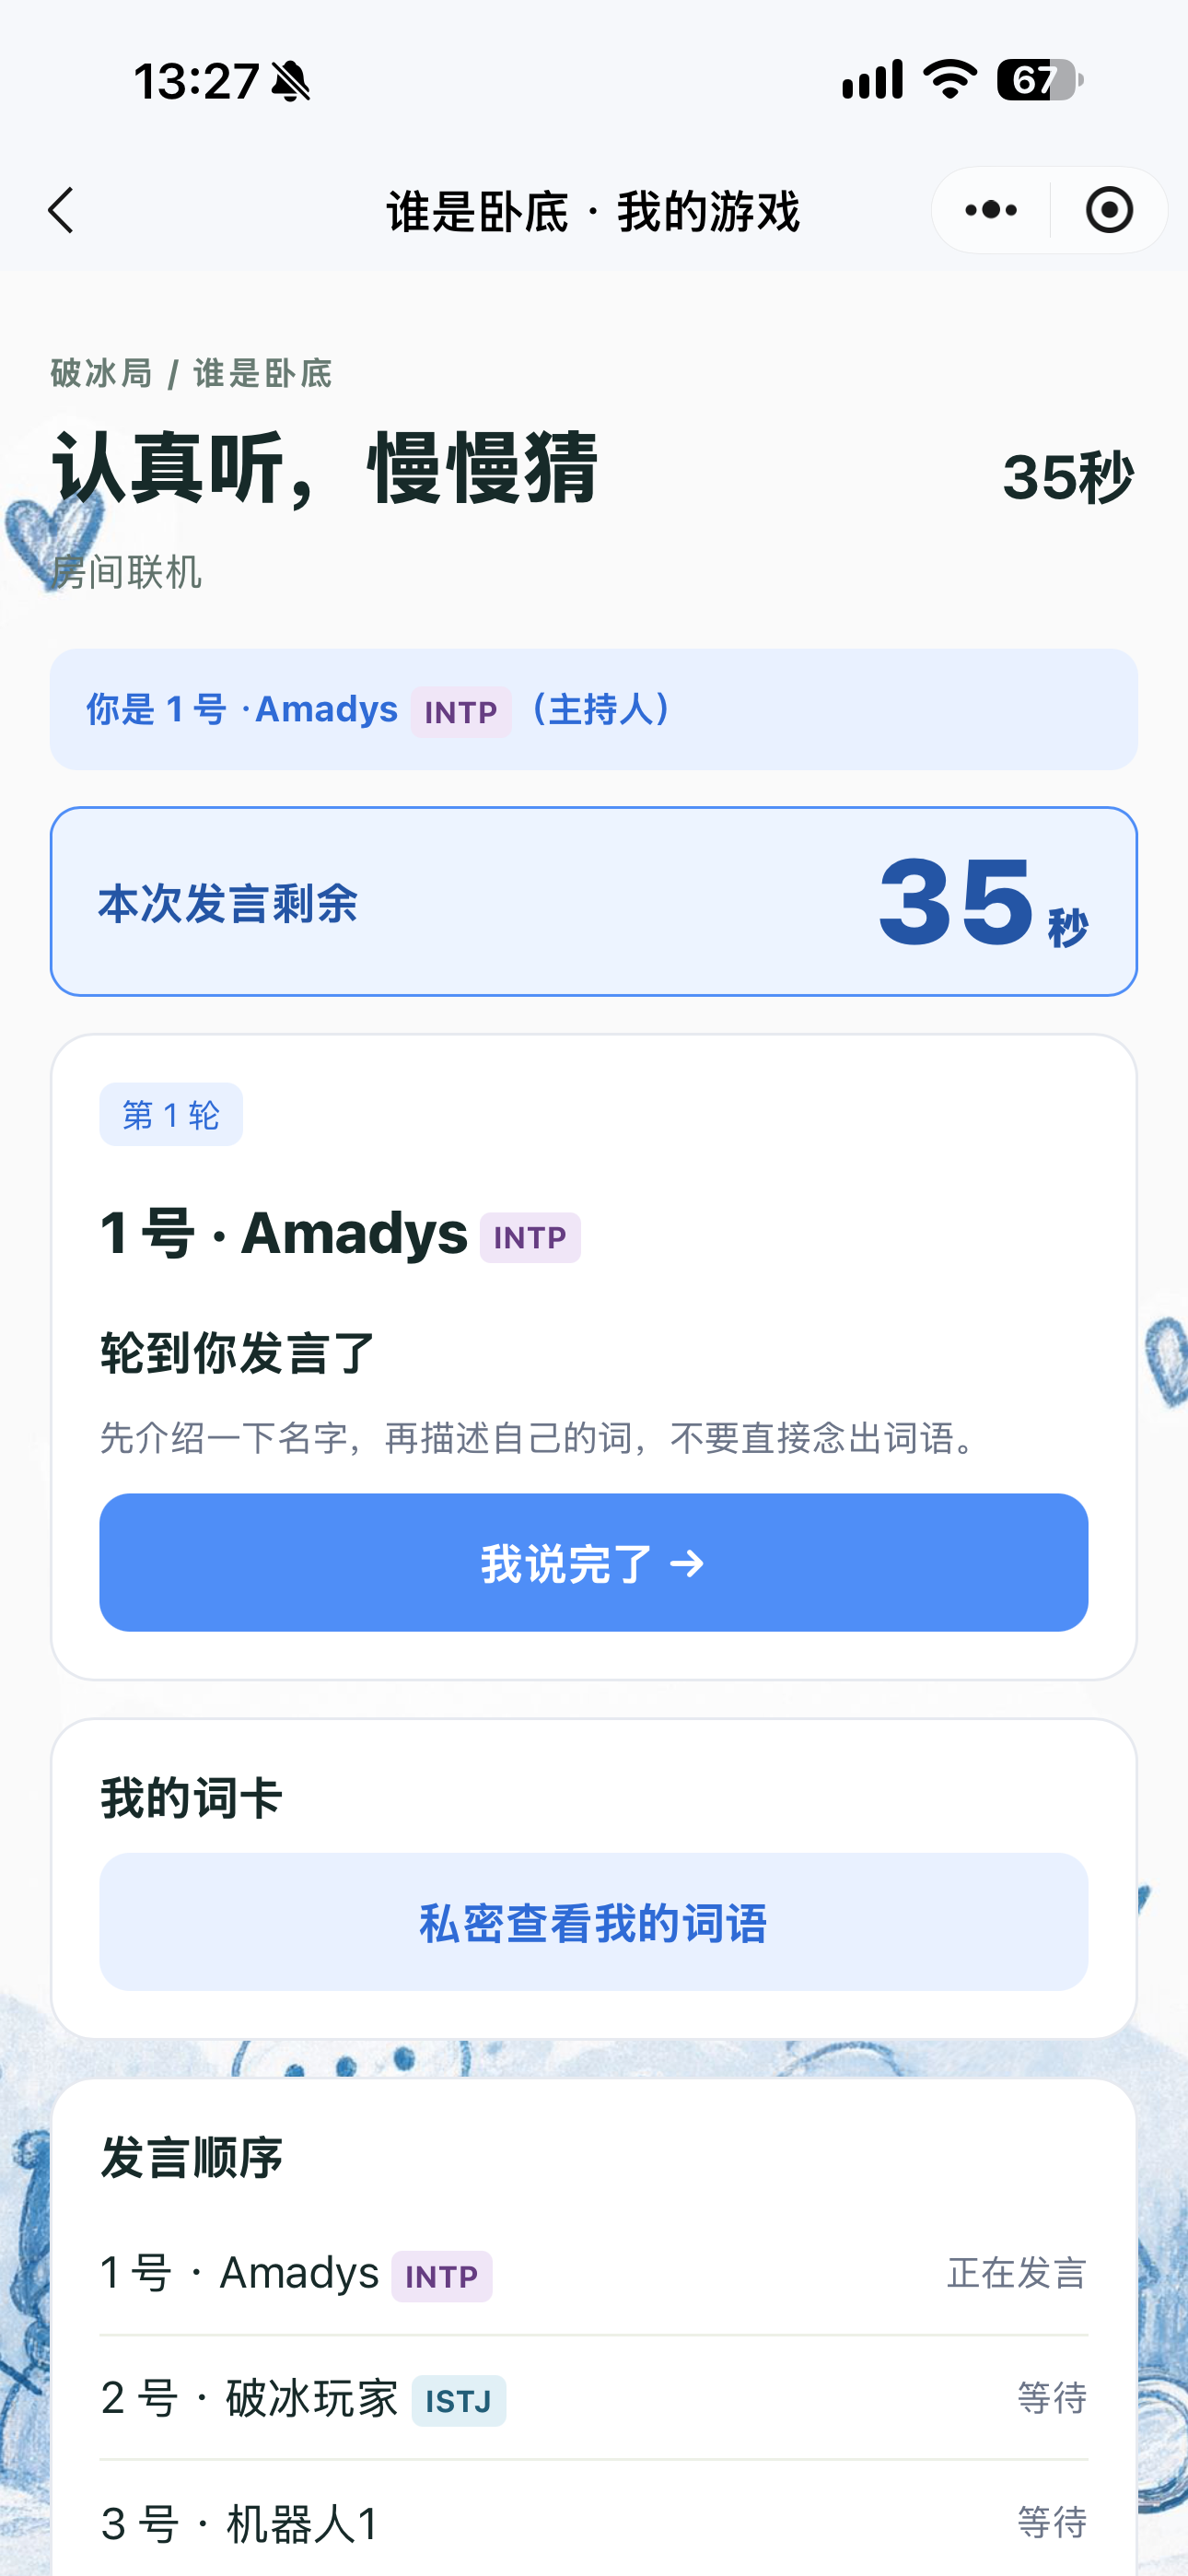 13:27
67
谁是卧底 · 我的游戏
破冰局 / 谁是卧底
认真听，慢慢猜
35秒
房间联机
你是 1 号 ·Amadys INTP （主持人）
本次发言剩余
35 秒
第 1 轮
1 号 · Amadys INTP
轮到你发言了
先介绍一下名字，再描述自己的词，不要直接念出词语。
我说完了 →
我的词卡
私密查看我的词语
发言顺序
1 号 · Amadys INTP 正在发言
2 号 · 破冰玩家 ISTJ 等待
3 号 · 机器人1 等待